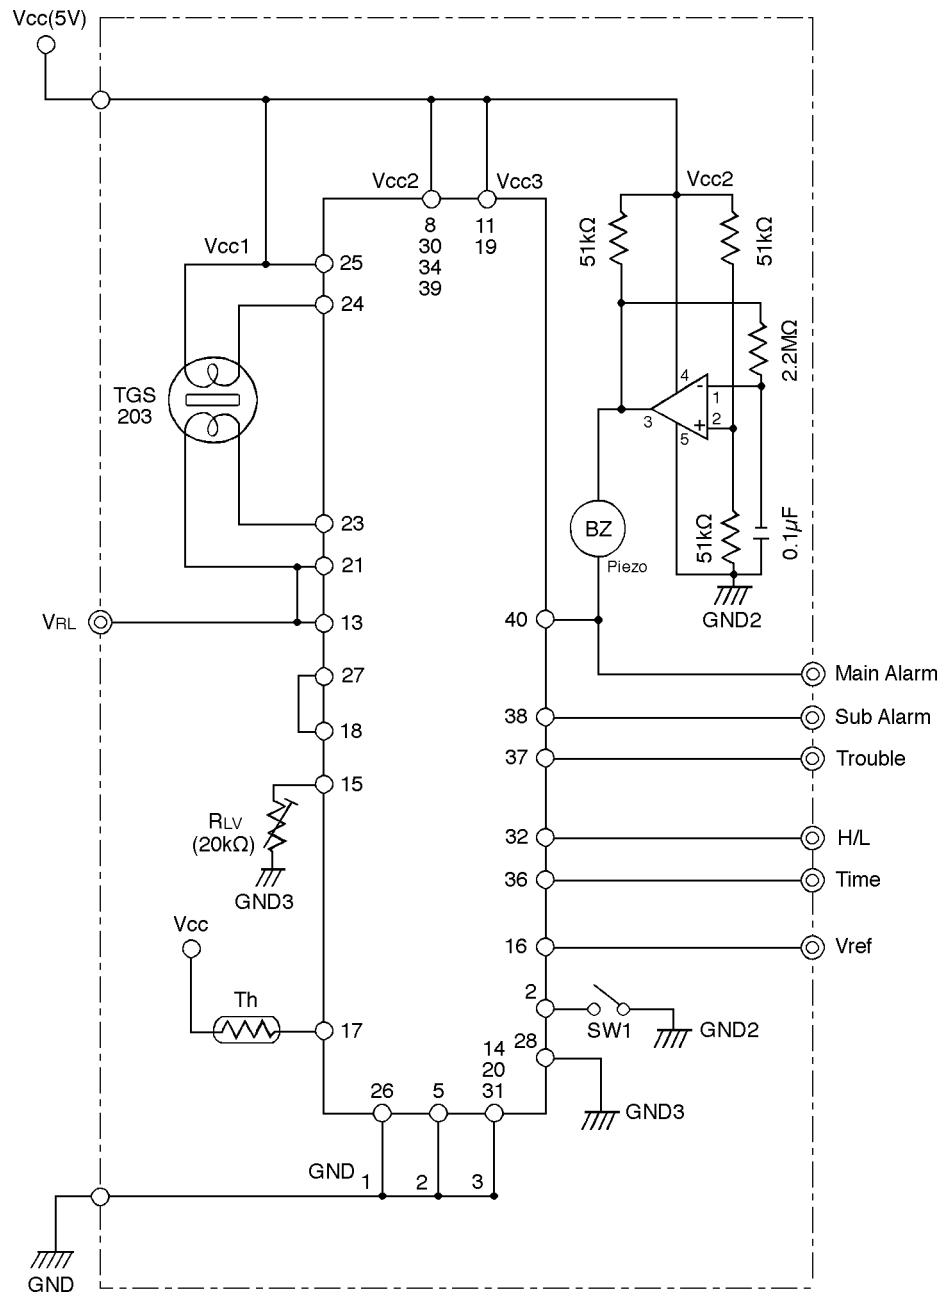 Vcc(5V)
Vcc2
Vcc3
Vcc2
8
30
34
39
11
19
51kΩ
51kΩ
Vcc1
25
24
2.2MΩ
TGS
203
4
-
1
3
+
2
5
23
BZ
Piezo
51kΩ
0.1µF
21
GND2
VRL
13
40
27
Main Alarm
18
38
Sub Alarm
37
Trouble
15
RLV
(20kΩ)
32
H/L
GND3
36
Time
Vcc
16
Vref
Th
2
SW1
GND2
17
28
14
20
31
26
5
GND3
GND
1
2
3
GND